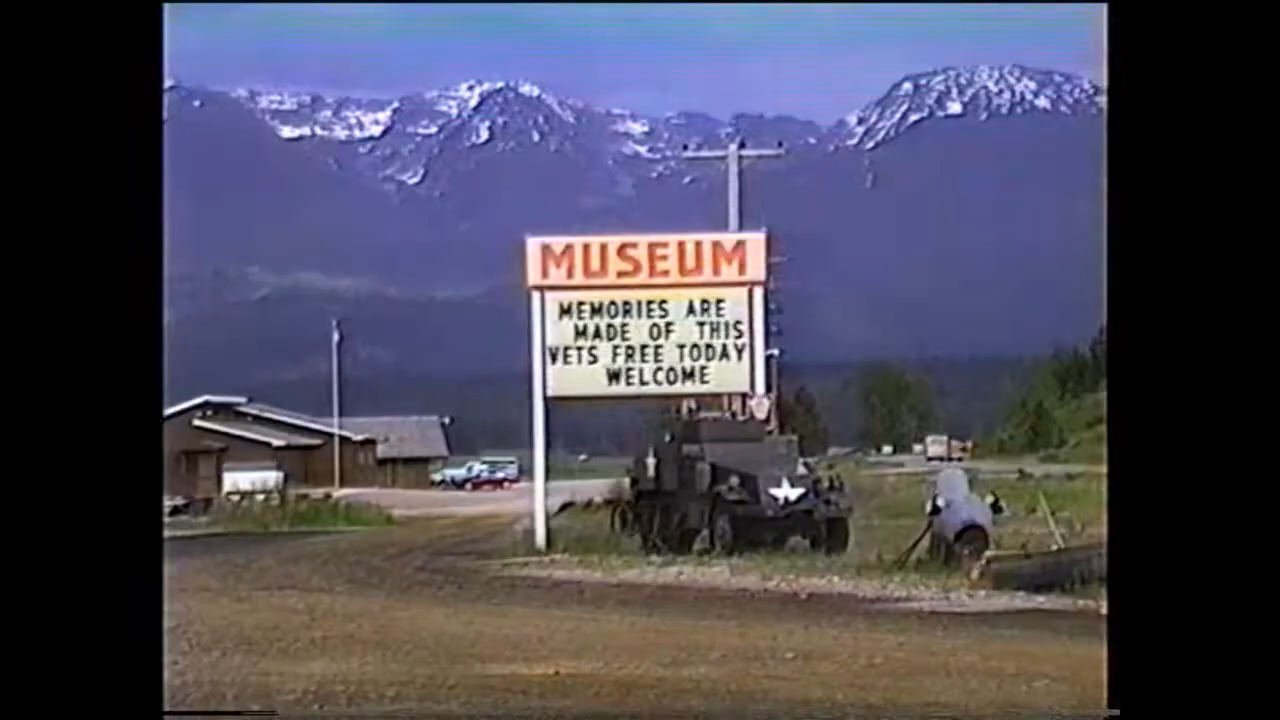 MUSEUM
MEMORIES ARE
MADE OF THIS
VETS FREE TODAY
WELCOME